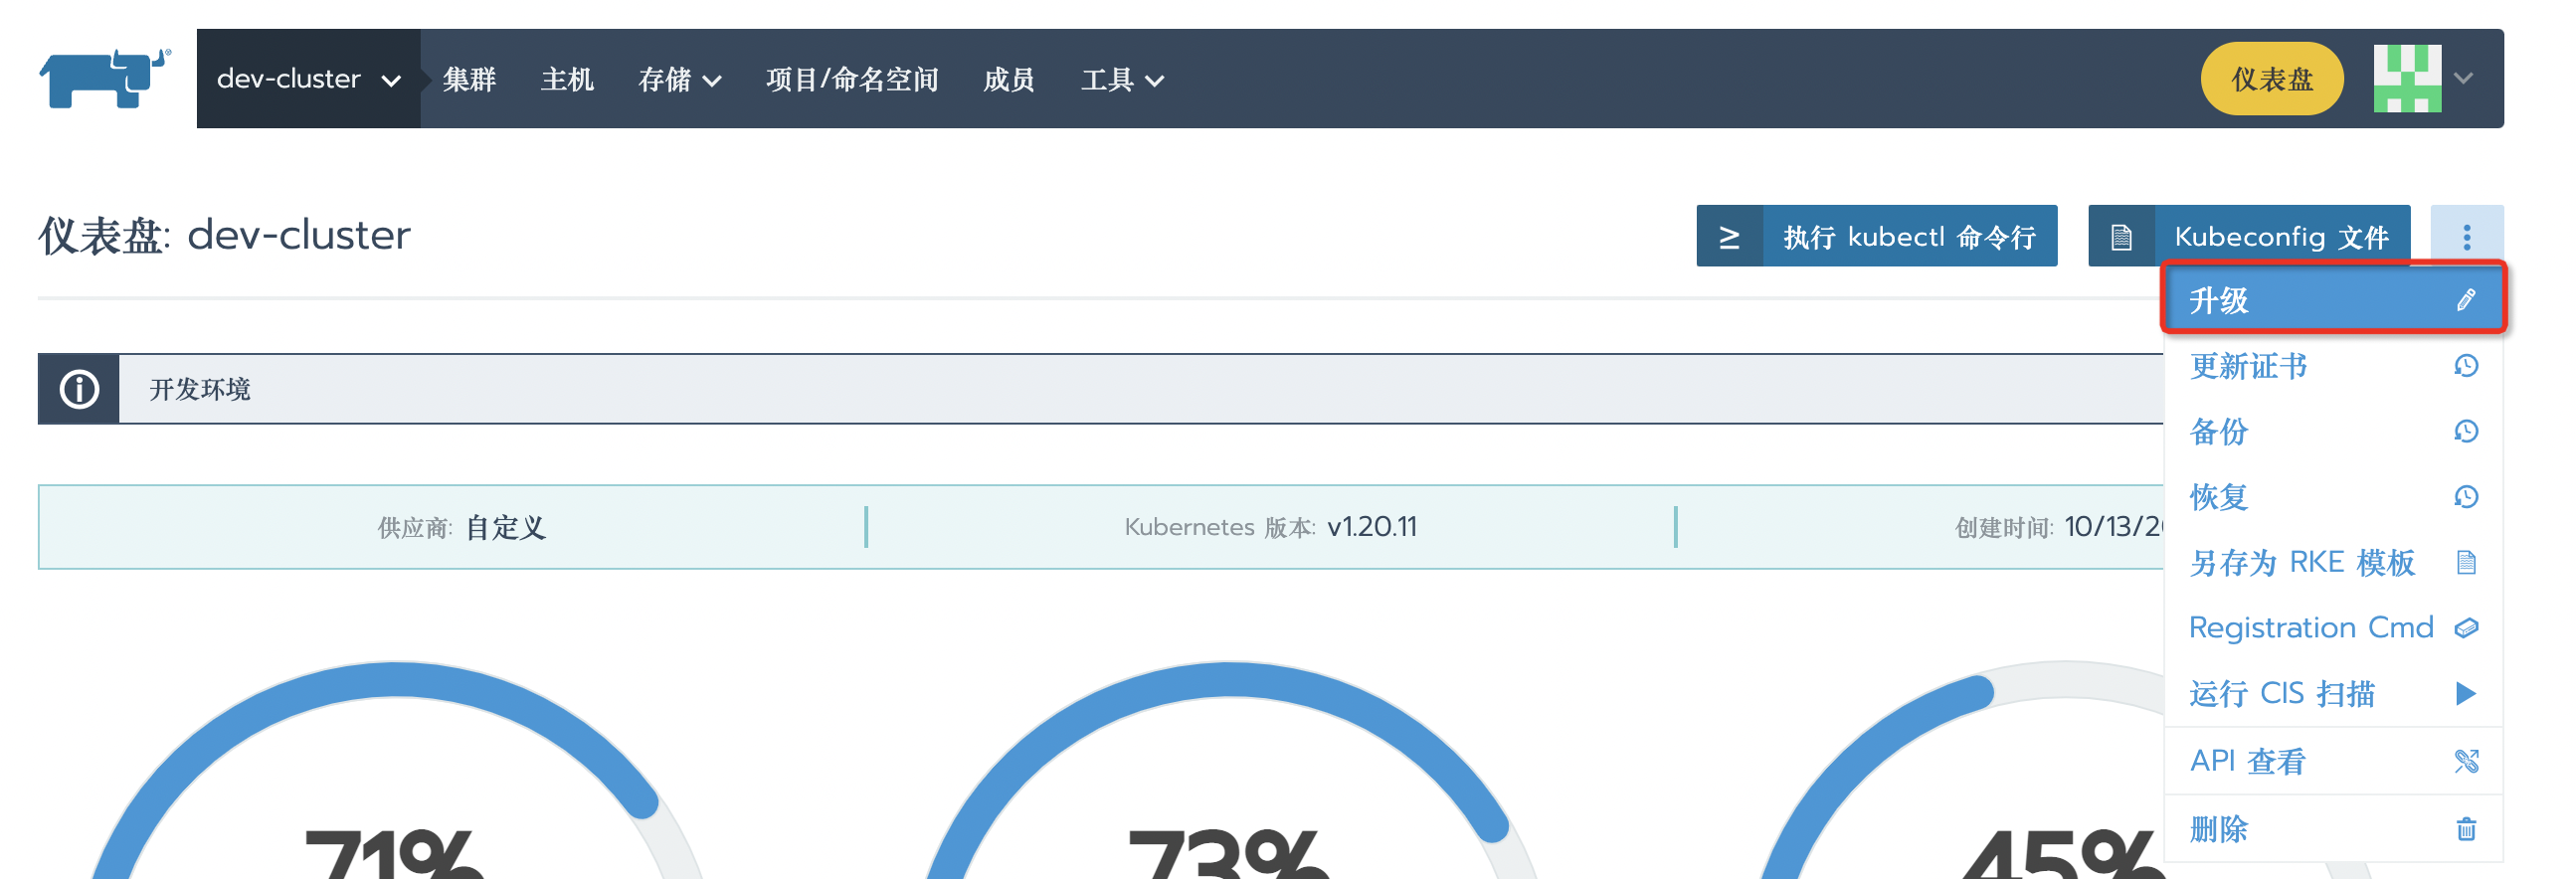 dev-cluster 集群 主机 存储 项目/命名空间 成员 工具 仪表盘
仪表盘: dev-cluster
执行 kubectl 命令行
Kubeconfig 文件
升级
更新证书
备份
恢复
另存为 RKE 模板
Registration Cmd
运行 CIS 扫描
API 查看
删除
开发环境
供应商: 自定义
Kubernetes 版本: v1.20.11
创建时间: 10/13/2
71%
73%
45%